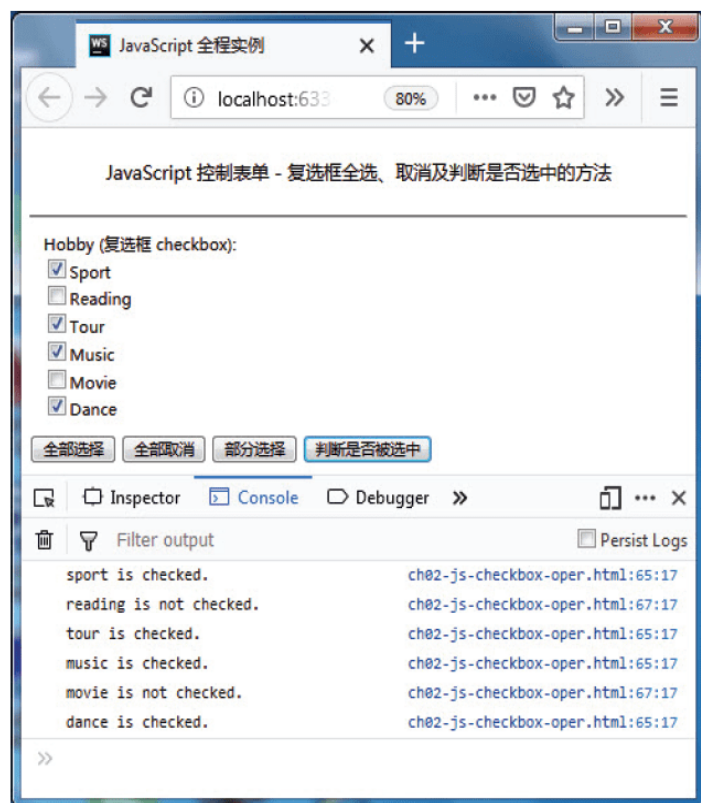 WS JavaScript 全程实例
localhost:633
80%
JavaScript 控制表单 - 复选框全选、取消及判断是否选中的方法
Hobby (复选框 checkbox):
Sport
Reading
Tour
Music
Movie
Dance
全部选择 全部取消 部分选择 判断是否被选中
Inspector Console Debugger
Filter output Persist Logs
sport is checked. ch02-js-checkbox-oper.html:65:17
reading is not checked. ch02-js-checkbox-oper.html:67:17
tour is checked. ch02-js-checkbox-oper.html:65:17
music is checked. ch02-js-checkbox-oper.html:65:17
movie is not checked. ch02-js-checkbox-oper.html:67:17
dance is checked. ch02-js-checkbox-oper.html:65:17